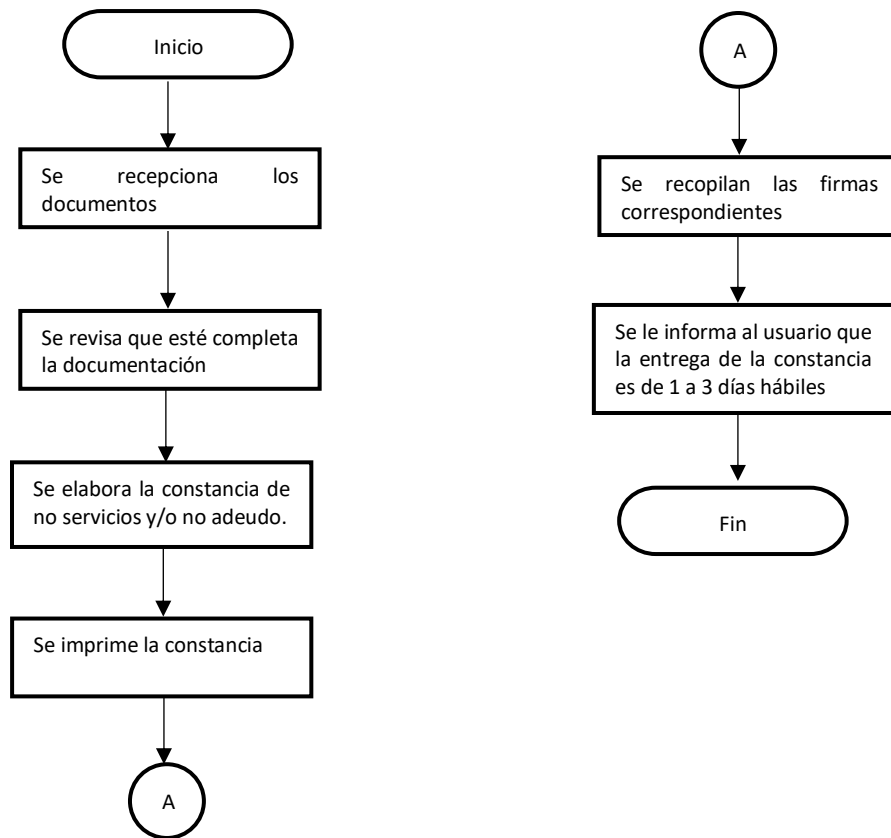 Inicio
Se recepciona los
documentos
Se revisa que esté completa
la documentación
Se elabora la constancia de
no servicios y/o no adeudo.
Se imprime la constancia
A
A
Se recopilan las firmas
correspondientes
Se le informa al usuario que
la entrega de la constancia
es de 1 a 3 días hábiles
Fin